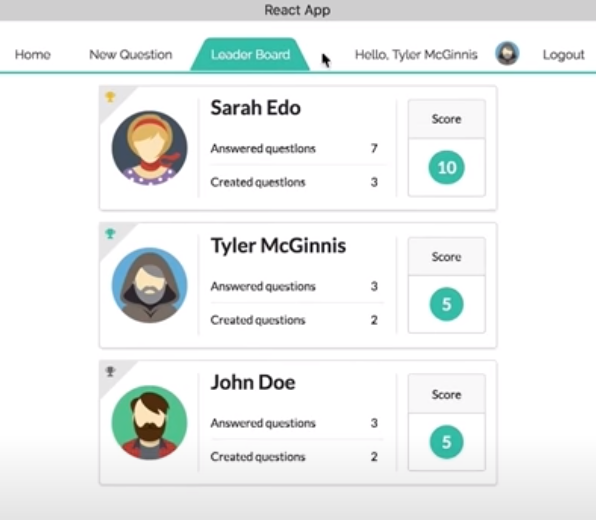 React App
Home New Question Leader Board Hello, Tyler McGinnis Logout
Sarah Edo
Score
Answered questions 7
10
Created questions 3
Tyler McGinnis
Score
Answered questions 3
5
Created questions 2
John Doe
Score
Answered questions 3
5
Created questions 2